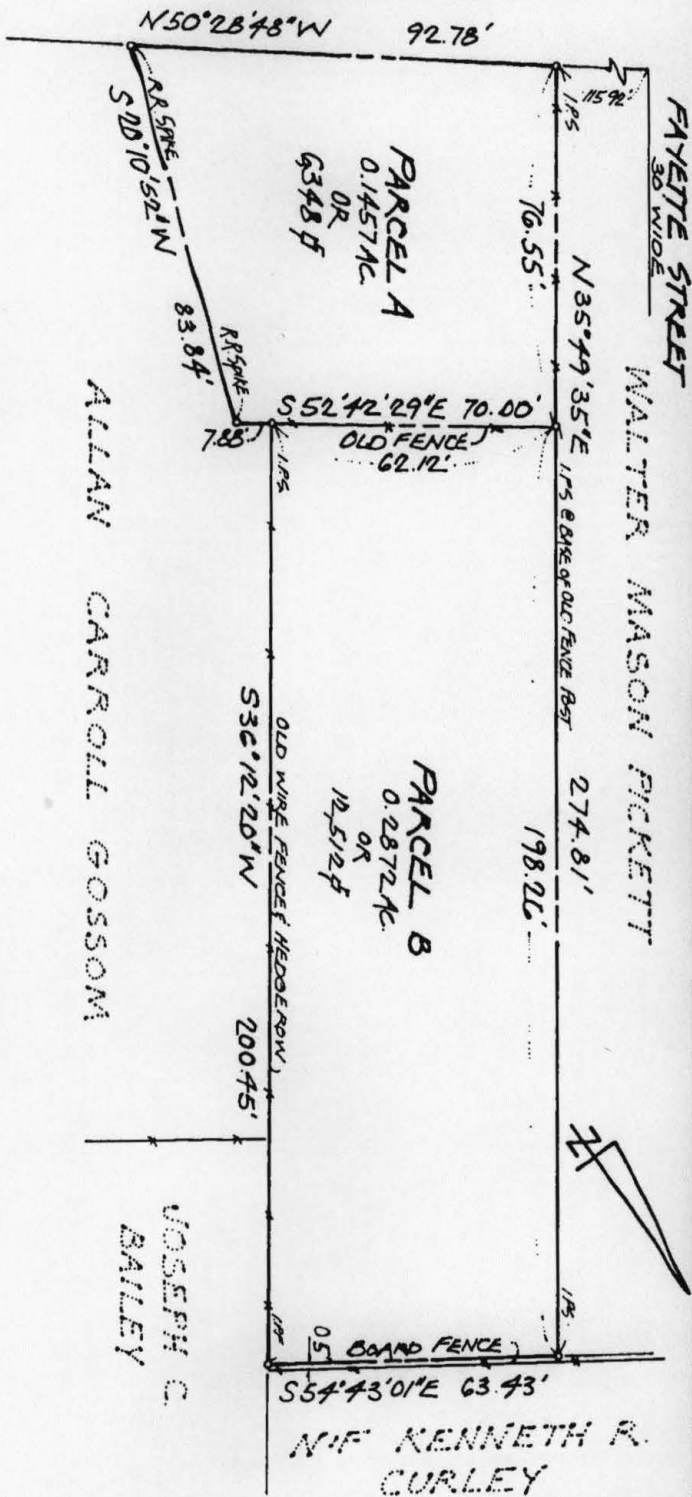 N50°28'48"W 92.78'
115.92'
FAYETTE STREET
30' WIDE
R.R. SPIKE
S20°10'52"W
83.84'
R.R. SPIKE
PARCEL A
0.1457 AC.
OR
6348 ⏍
I.P.S
76.55'
N35°49'35"E
274.81'
I.P.S @ BASE OF OLD FENCE POST
WALTER MASON PICKETT
S52°42'29"E 70.00'
7.88'
OLD FENCE
62.12'
I.P.S
ALLAN CARROLL GOSSOM
OLD WIRE FENCE & HEDGEROW
S36°12'20"W
200.45'
PARCEL B
0.2872 AC.
OR
12,512 ⏍
198.26'
IPS
0.5
BOARD FENCE
S54°43'01"E 63.43'
JOSEPH C.
BAILEY
N/F KENNETH R.
CURLEY